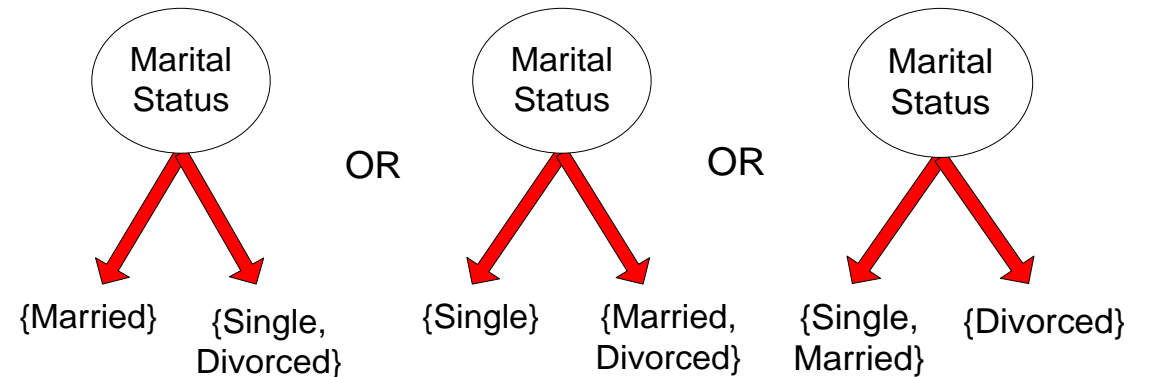 Marital
Status
OR
Marital
Status
OR
Marital
Status
{Married}
{Single,
Divorced}
{Single}
{Married,
Divorced}
{Single,
Married}
{Divorced}